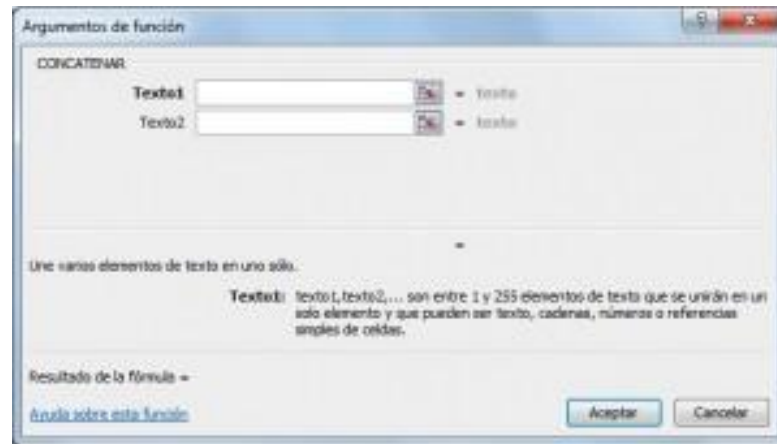 Argumentos de función
CONCATENAR
Texto1 = texto
Texto2 = texto
=
Une varios elementos de texto en uno sólo.
Texto1: texto1,texto2,... son entre 1 y 255 elementos de texto que se unirán en un
solo elemento y que pueden ser texto, cadenas, números o referencias
simples de celdas.
Resultado de la fórmula =
Ayuda sobre esta función
Aceptar Cancelar